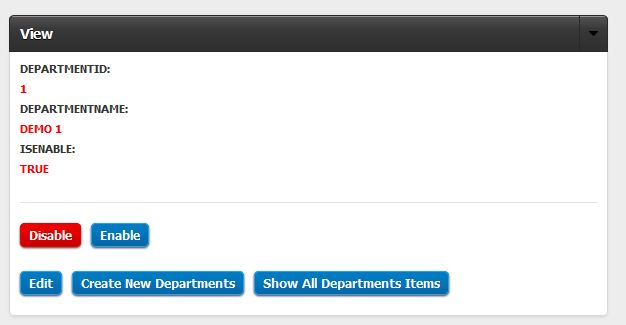 View
DEPARTMENTID:
1
DEPARTMENTNAME:
DEMO 1
ISENABLE:
TRUE
Disable Enable
Edit Create New Departments Show All Departments Items